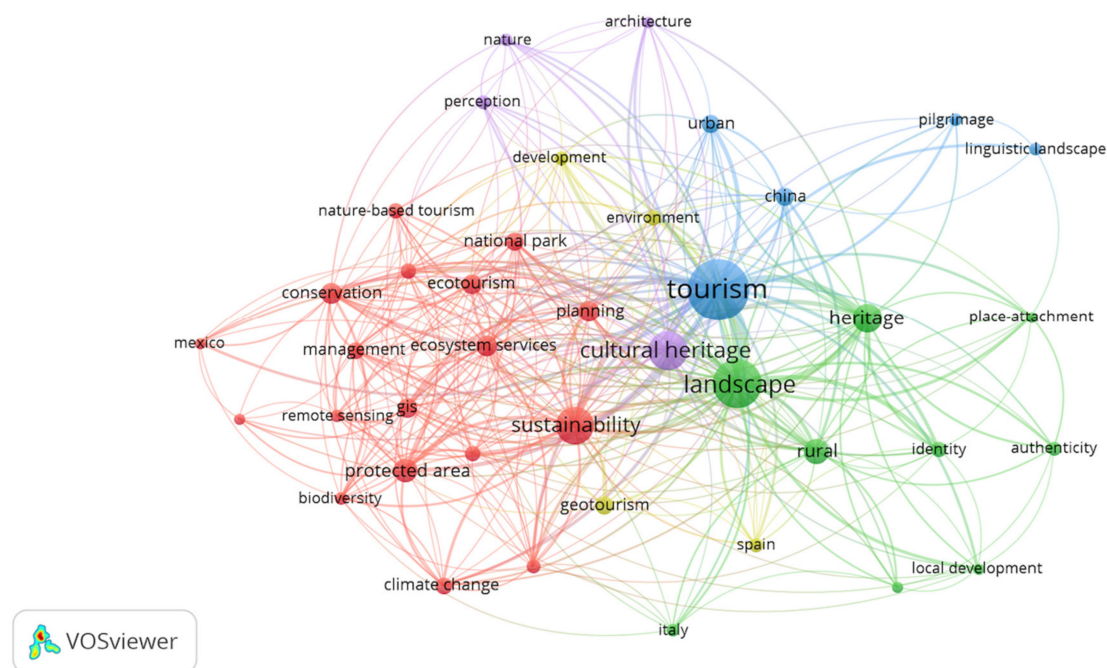 architecture
nature
perception
urban
pilgrimage
linguistic landscape
development
china
nature-based tourism
environment
national park
conservation
ecotourism
tourism
planning
heritage
place-attachment
mexico
management
ecosystem services
cultural heritage
landscape
remote sensing
gis
sustainability
protected area
rural
identity
authenticity
biodiversity
geotourism
spain
climate change
local development
italy
VOSviewer